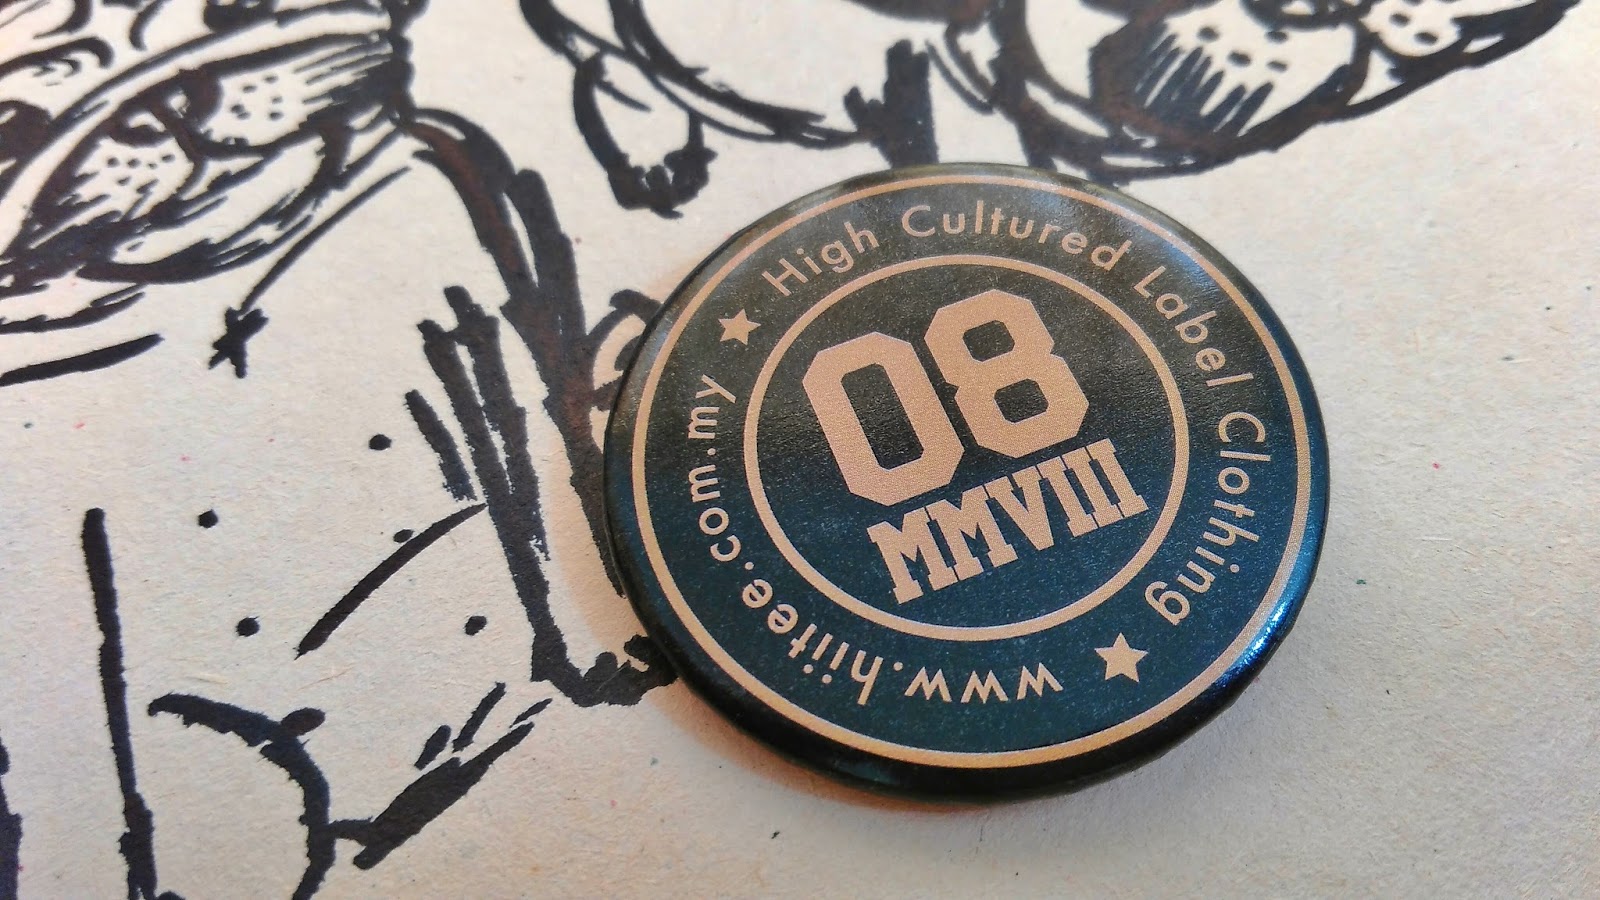 High Cultured Label Clothing
08
MMVIII
www.hiitee.com.my